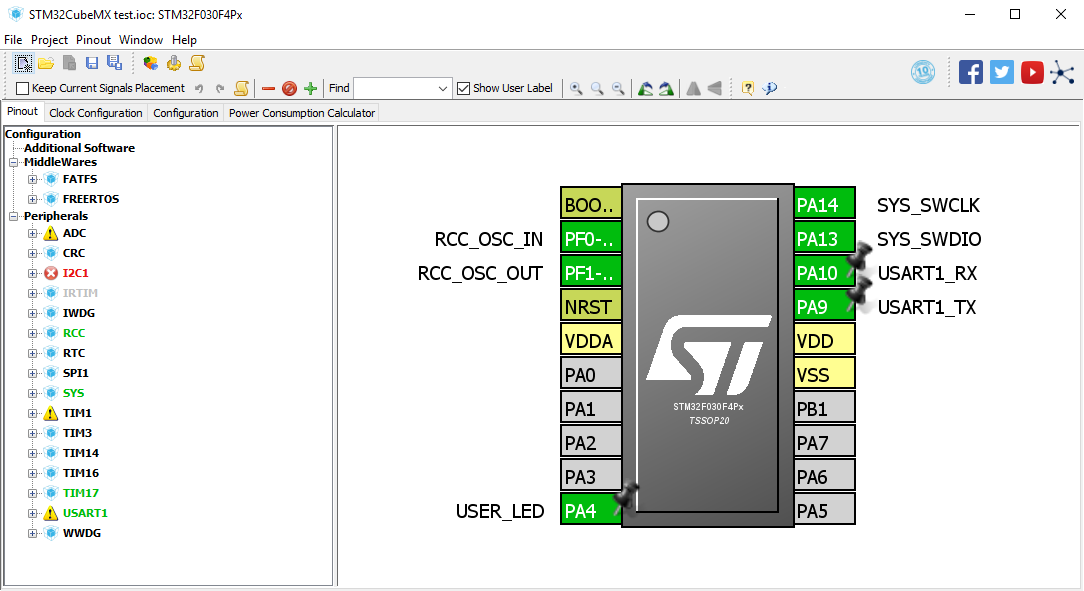 STM32CubeMX test.ioc: STM32F030F4Px
File Project Pinout Window Help
Keep Current Signals Placement Find Show User Label
Pinout Clock Configuration Configuration Power Consumption Calculator
Configuration
Additional Software
MiddleWares
FATFS
FREERTOS
Peripherals
ADC
CRC
I2C1
IRTIM
IWDG
RCC
RTC
SPI1
SYS
TIM1
TIM3
TIM14
TIM16
TIM17
USART1
WWDG
BOO.. PA14 SYS_SWCLK
RCC_OSC_IN PF0-.. PA13 SYS_SWDIO
RCC_OSC_OUT PF1-.. PA10 USART1_RX
NRST PA9 USART1_TX
VDDA VDD
PA0 VSS
PA1 PB1
PA2 PA7
PA3 PA6
USER_LED PA4 PA5
ST
STM32F030F4Px
TSSOP20